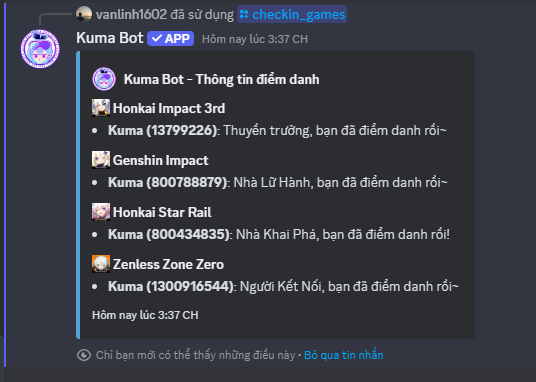 vanlinh1602 đã sử dụng checkin_games
Kuma Bot APP Hôm nay lúc 3:37 CH
Kuma Bot - Thông tin điểm danh
Honkai Impact 3rd
• Kuma (13799226): Thuyền trưởng, bạn đã điểm danh rồi~
Genshin Impact
• Kuma (800788879): Nhà Lữ Hành, bạn đã điểm danh rồi~
Honkai Star Rail
• Kuma (800434835): Nhà Khai Phá, bạn đã điểm danh rồi!
Zenless Zone Zero
• Kuma (1300916544): Người Kết Nối, bạn đã điểm danh rồi~
Hôm nay lúc 3:37 CH
Chỉ bạn mới có thể thấy những điều này • Bỏ qua tin nhắn